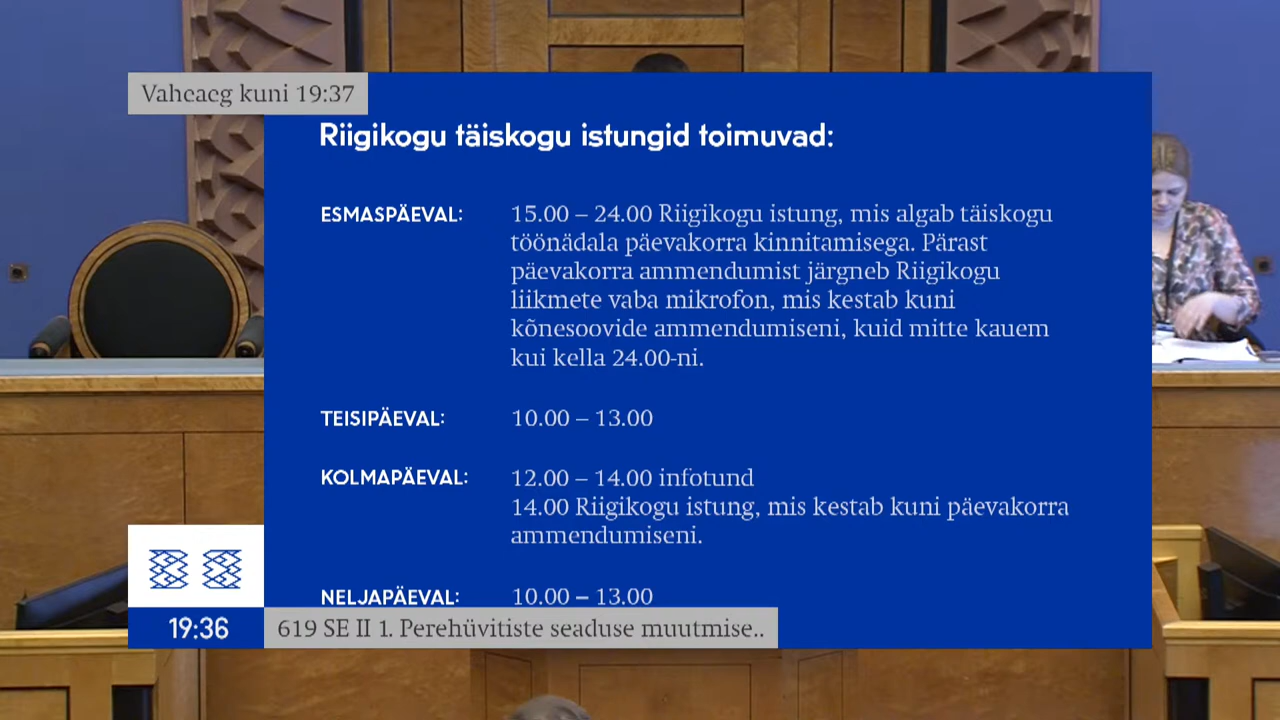 Vaheaeg kuni 19:37
Riigikogu täiskogu istungid toimuvad:
ESMASPÄEVAL: 15.00 – 24.00 Riigikogu istung, mis algab täiskogu
töönädala päevakorra kinnitamisega. Pärast
päevakorra ammendumist järgneb Riigikogu
liikmete vaba mikrofon, mis kestab kuni
kõnesoovide ammendumiseni, kuid mitte kauem
kui kella 24.00-ni.
TEISIPÄEVAL: 10.00 – 13.00
KOLMAPÄEVAL: 12.00 – 14.00 infotund
14.00 Riigikogu istung, mis kestab kuni päevakorra
ammendumiseni.
NELJAPÄEVAL: 10.00 – 13.00
19:36 619 SE II 1. Perehüvitiste seaduse muutmise..